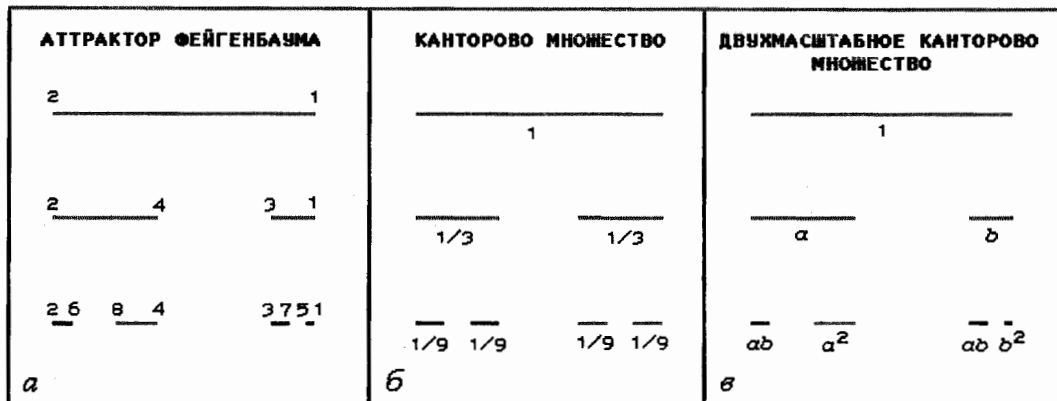 АТТРАКТОР ФЕЙГЕНБАУМА
2 1
2 4 3 1
2 6 8 4 3 7 5 1
а
КАНТОРОВО МНОЖЕСТВО
1
1/3 1/3
1/9 1/9 1/9 1/9
б
ДВУХМАСШТАБНОЕ КАНТОРОВО
МНОЖЕСТВО
1
a b
ab a² ab b²
в